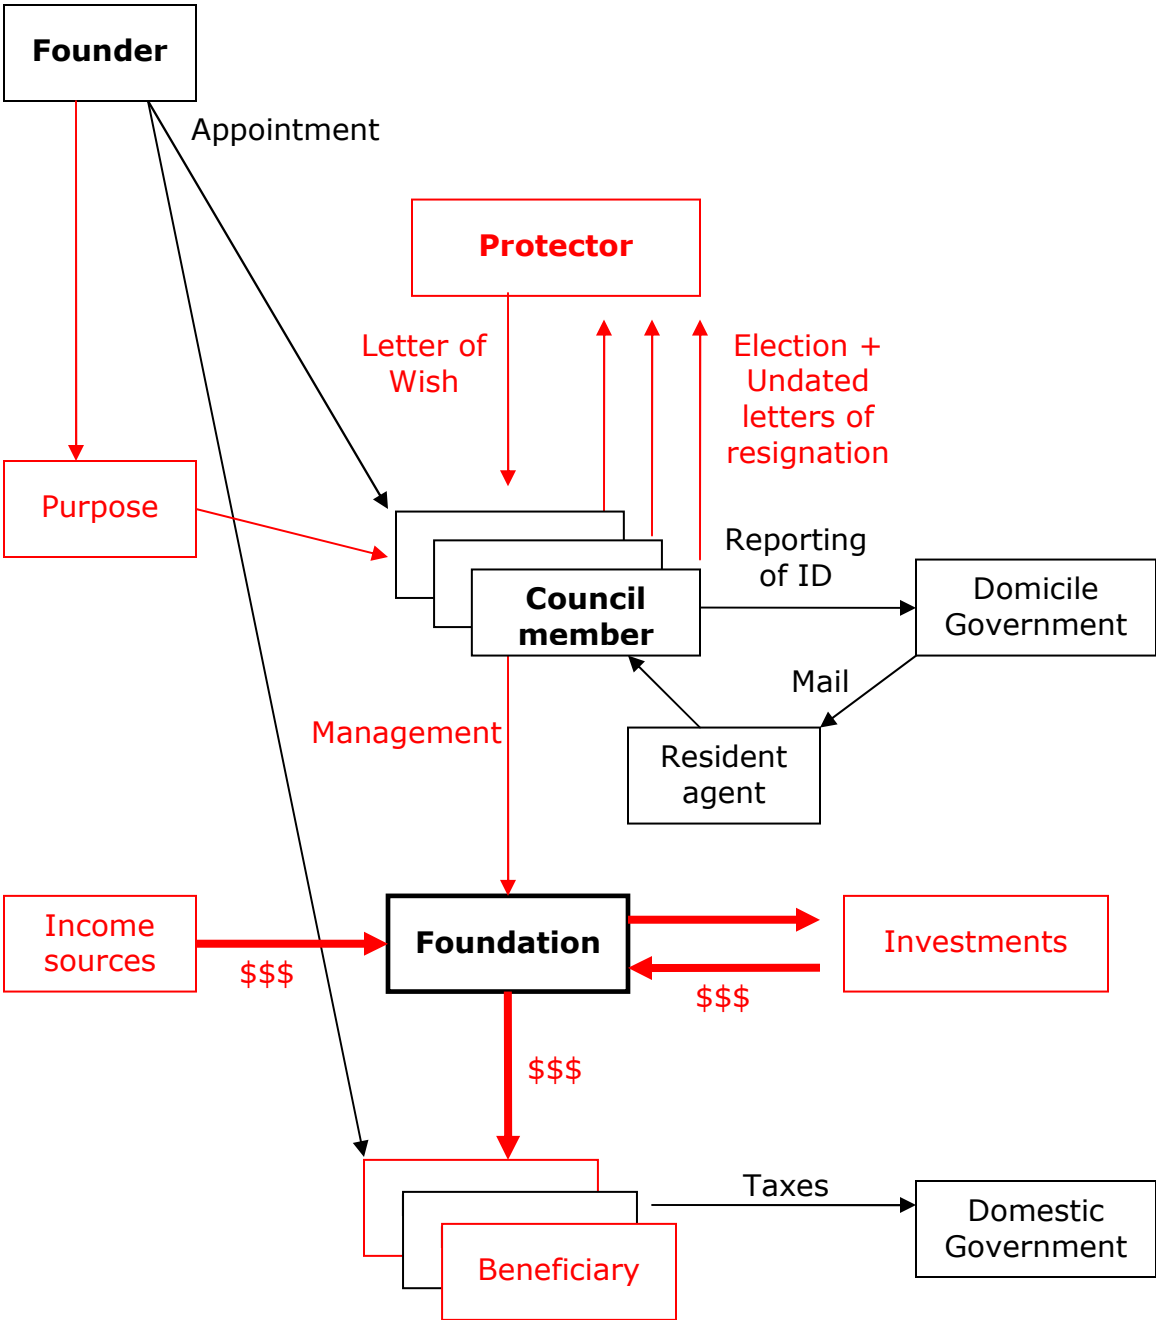 Founder
Appointment
Protector
Letter of
Wish
Election +
Undated
letters of
resignation
Purpose
Reporting
of ID
Council
member
Domicile
Government
Mail
Management
Resident
agent
Income
sources
$$$
Foundation
Investments
$$$
$$$
Taxes
Domestic
Government
Beneficiary